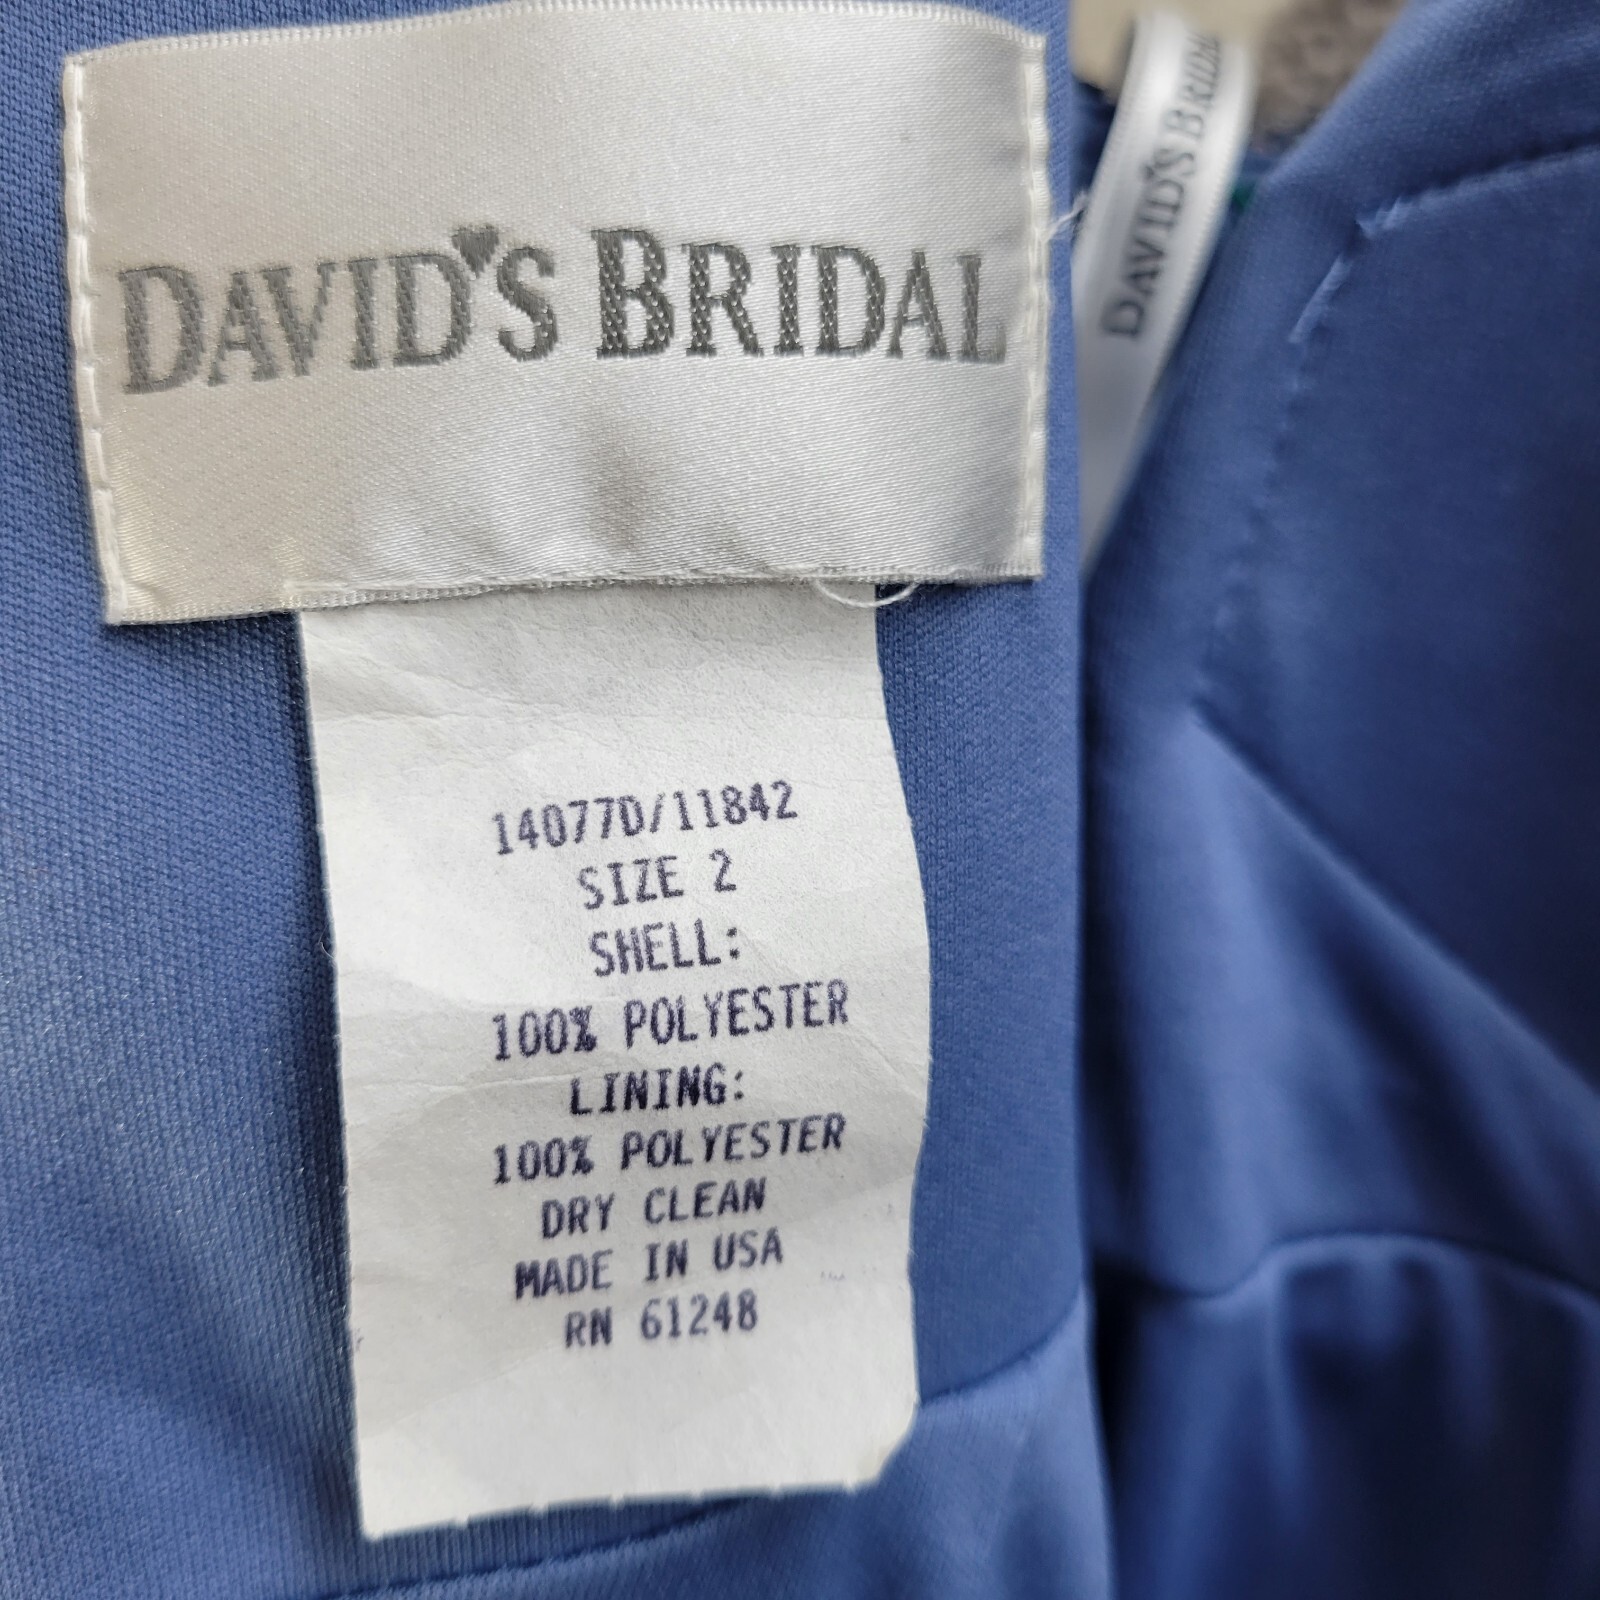 DAVID'S BRIDAL
DAVID'S BRIDAL
14077D/11842
SIZE 2
SHELL:
100% POLYESTER
LINING:
100% POLYESTER
DRY CLEAN
MADE IN USA
RN 61248